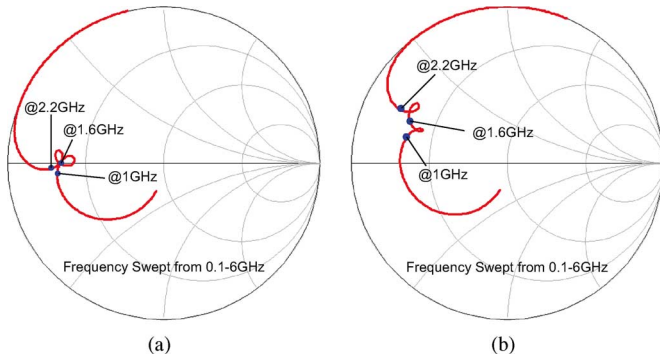 @2.2GHz
@1.6GHz
@1GHz
Frequency Swept from 0.1-6GHz
(a)
@2.2GHz
@1.6GHz
@1GHz
Frequency Swept from 0.1-6GHz
(b)